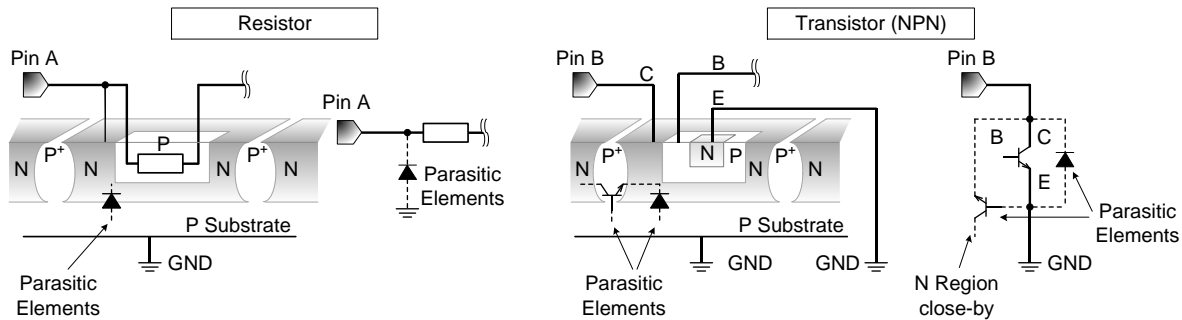 Resistor
Transistor (NPN)
Pin A
Pin A
N
P+
N
P
N
P+
N
Parasitic
Elements
P Substrate
GND
Parasitic
Elements
Pin B
C
B
E
N
P+
N
N
P
N
P+
N
P Substrate
GND
GND
Parasitic
Elements
Pin B
B
C
E
Parasitic
Elements
GND
N Region
close-by